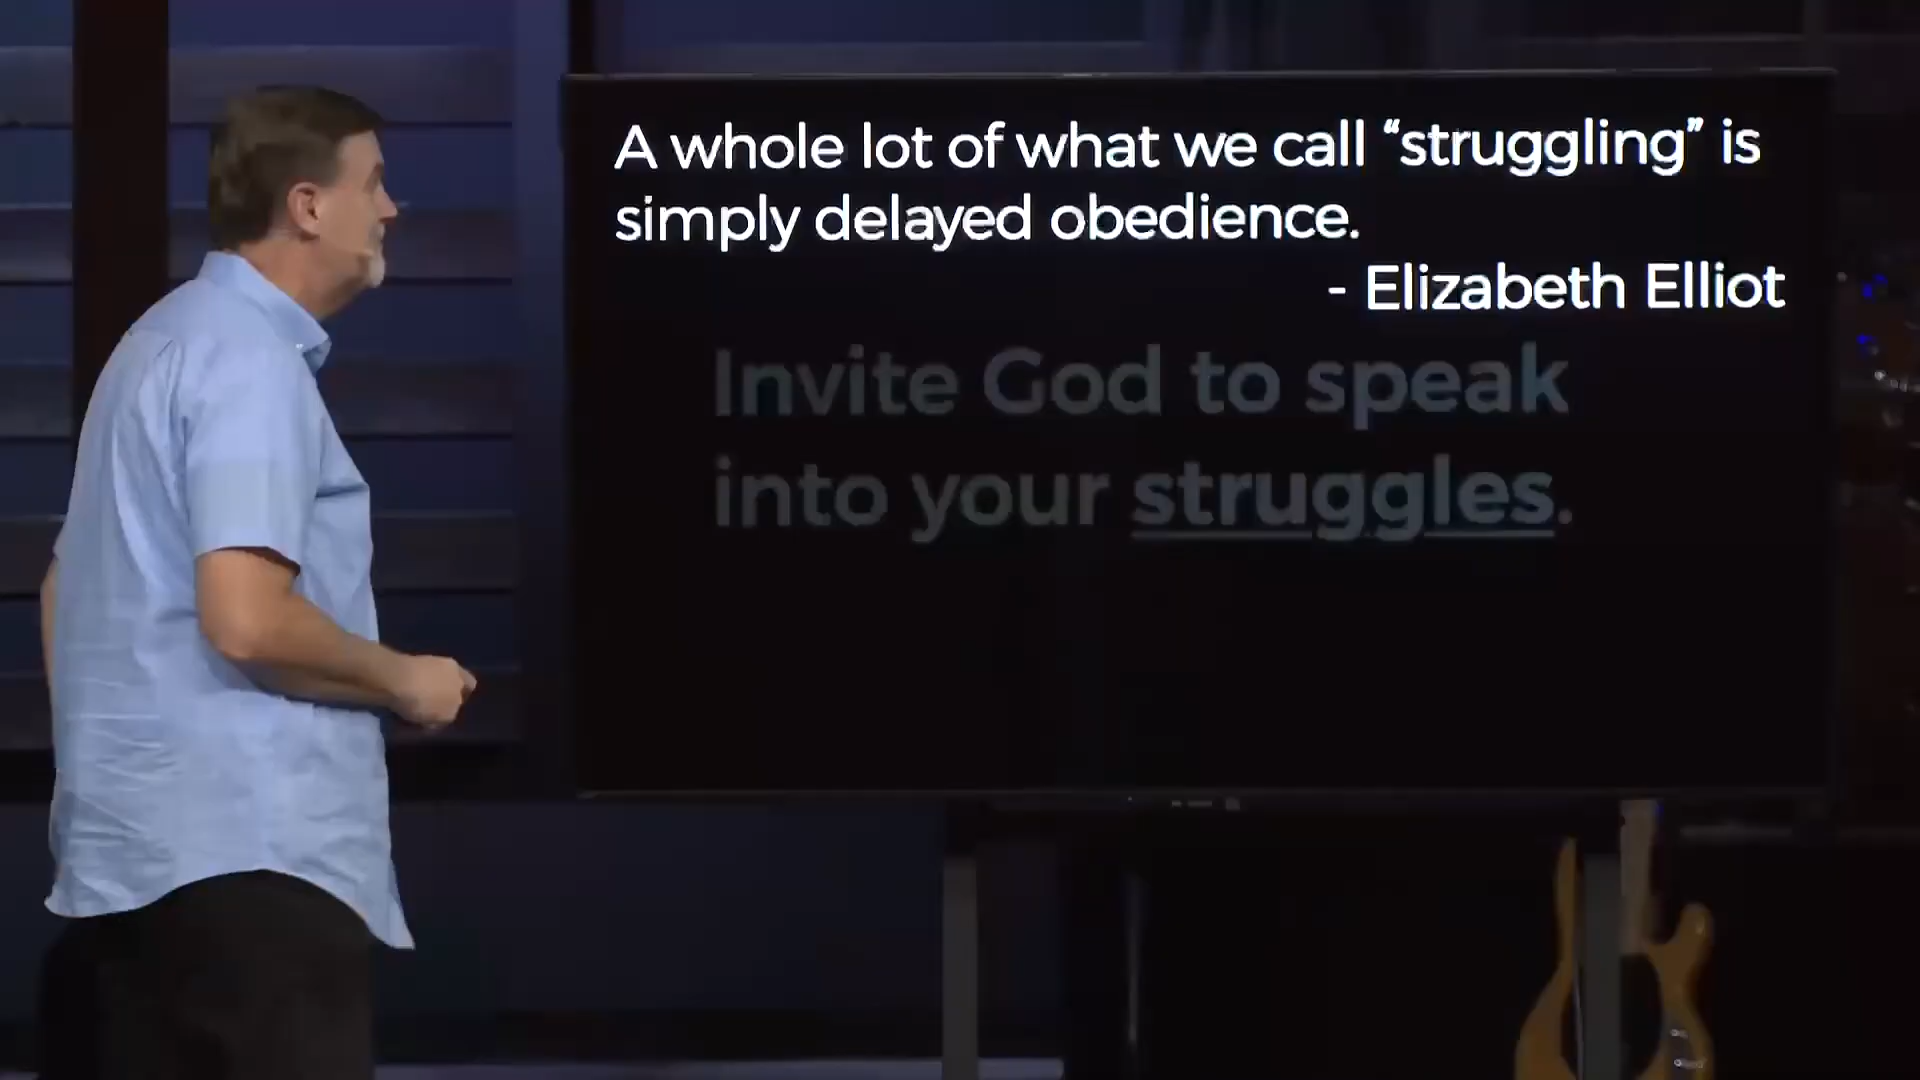 A whole lot of what we call “struggling” is
simply delayed obedience.
- Elizabeth Elliot
Invite God to speak
into your struggles.